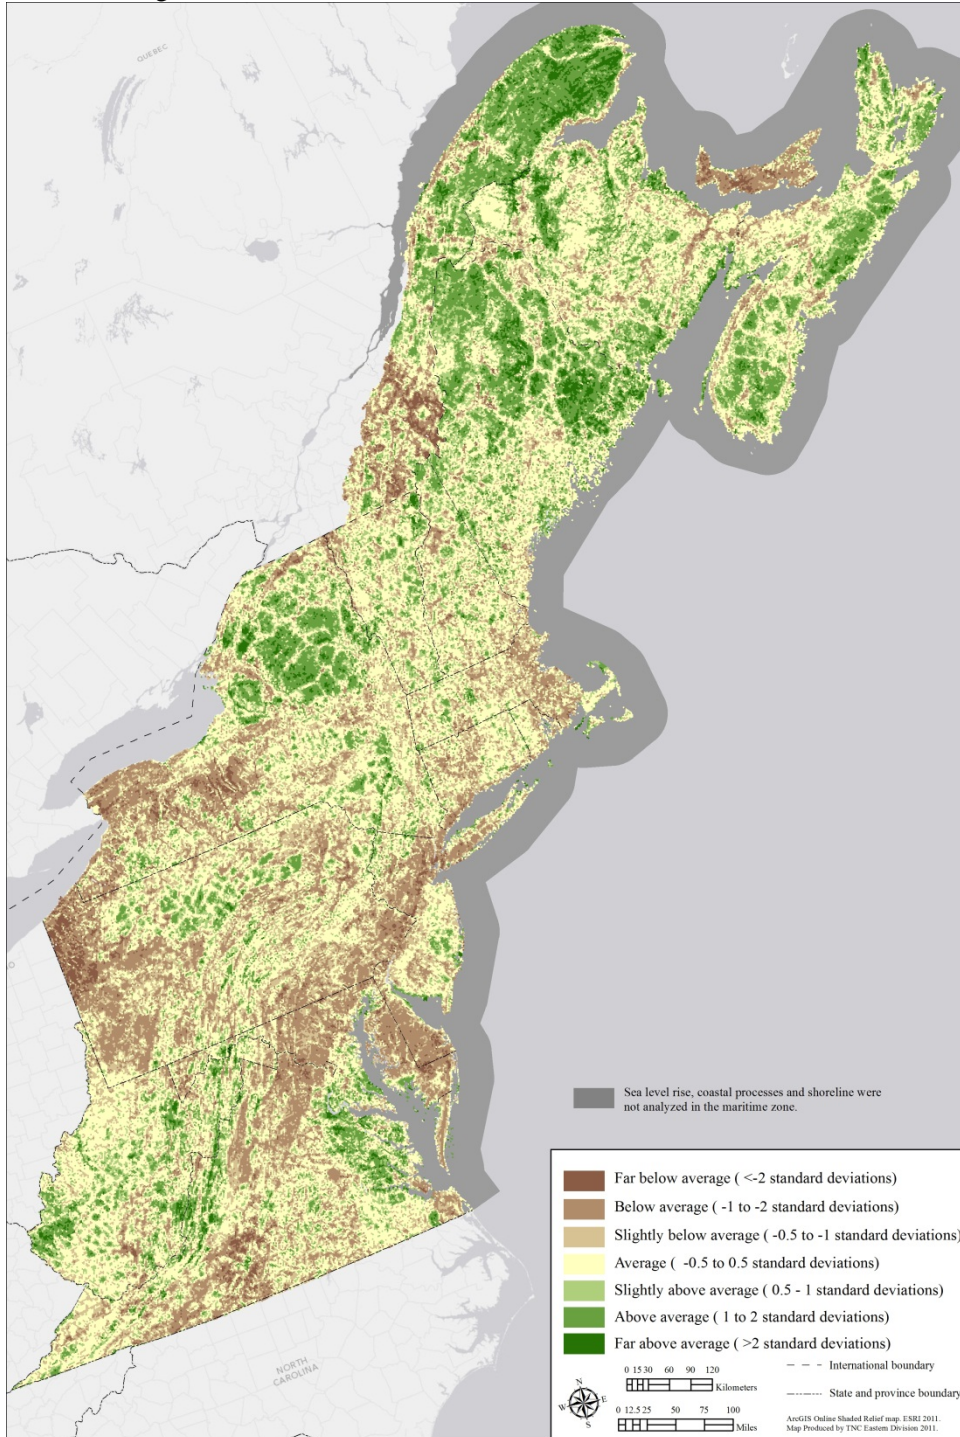 QUEBEC
NORTH
CAROLINA
Sea level rise, coastal processes and shoreline were
not analyzed in the maritime zone.
Far below average ( <-2 standard deviations)
Below average ( -1 to -2 standard deviations)
Slightly below average ( -0.5 to -1 standard deviations)
Average ( -0.5 to 0.5 standard deviations)
Slightly above average ( 0.5 - 1 standard deviations)
Above average ( 1 to 2 standard deviations)
Far above average ( >2 standard deviations)
0 15 30 60 90 120
Kilometers
0 12.5 25 50 75 100
Miles
N
W E
S
International boundary
State and province boundary
ArcGIS Online Shaded Relief map. ESRI 2011.
Map Produced by TNC Eastern Division 2011.